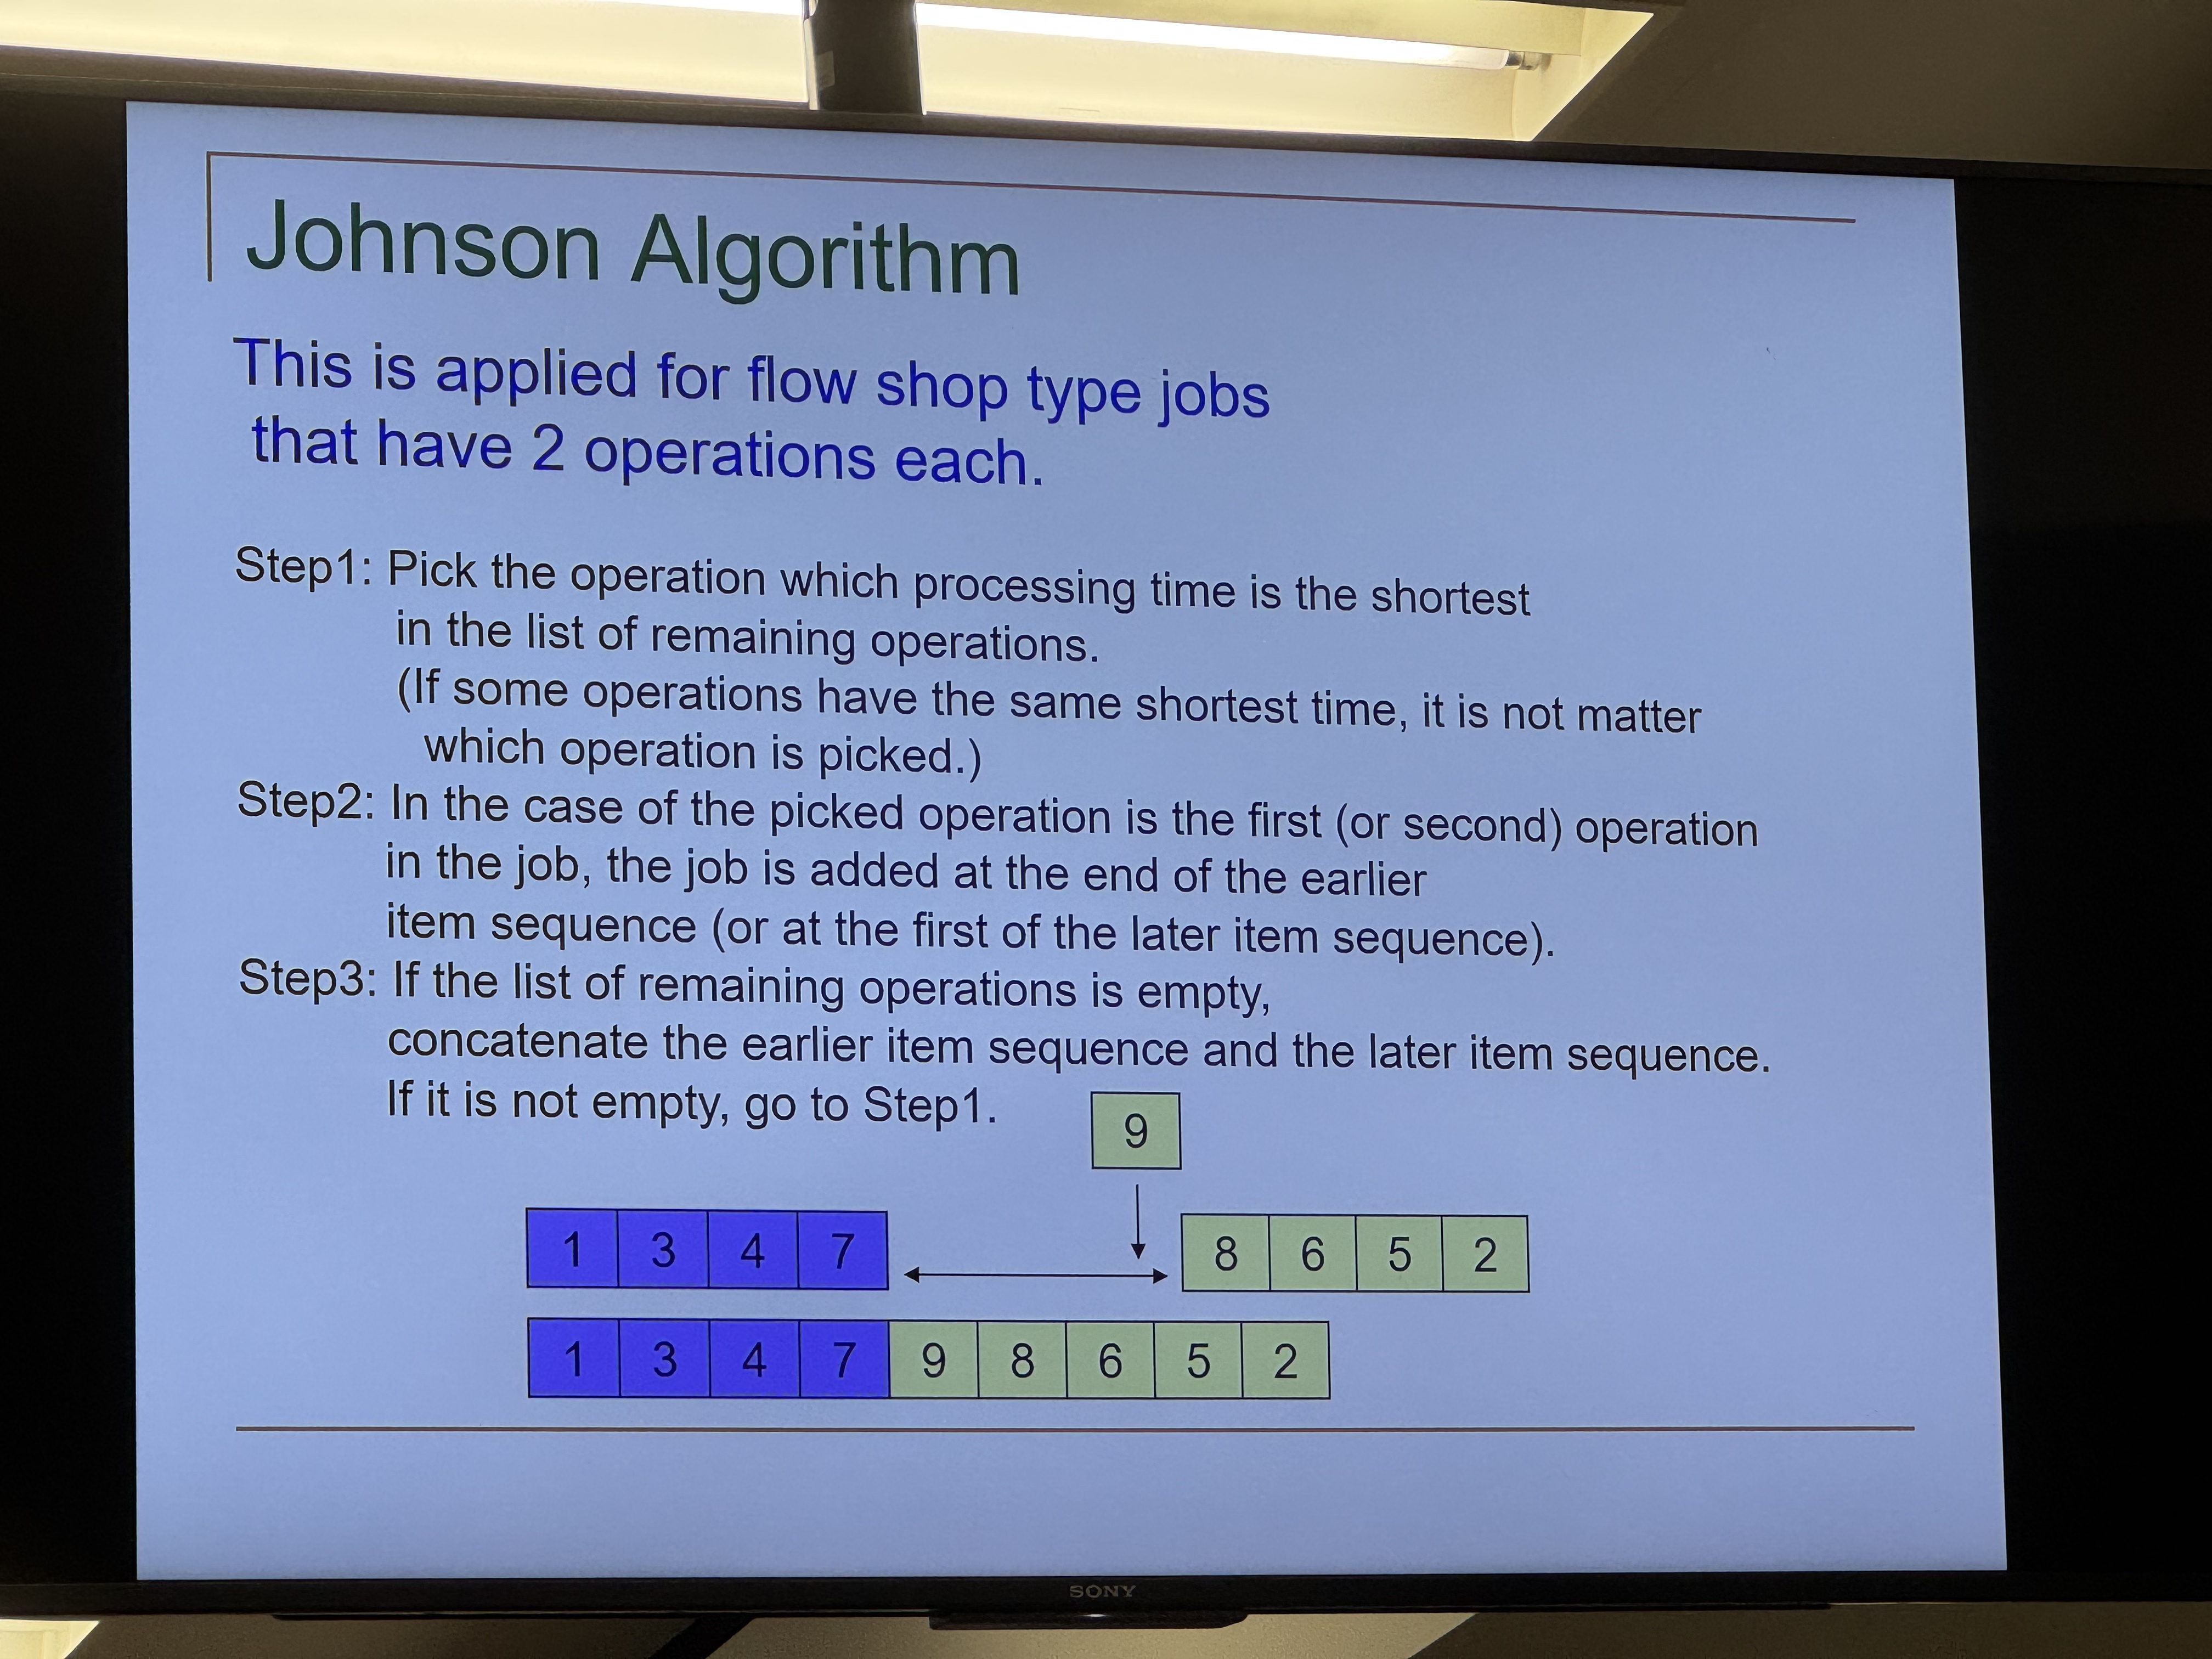 Johnson Algorithm
This is applied for flow shop type jobs
that have 2 operations each.
Step1: Pick the operation which processing time is the shortest
in the list of remaining operations.
(If some operations have the same shortest time, it is not matter
which operation is picked.)
Step2: In the case of the picked operation is the first (or second) operation
in the job, the job is added at the end of the earlier
item sequence (or at the first of the later item sequence).
Step3: If the list of remaining operations is empty,
concatenate the earlier item sequence and the later item sequence.
If it is not empty, go to Step1.
9
1 3 4 7 8 6 5 2
1 3 4 7 9 8 6 5 2
SONY